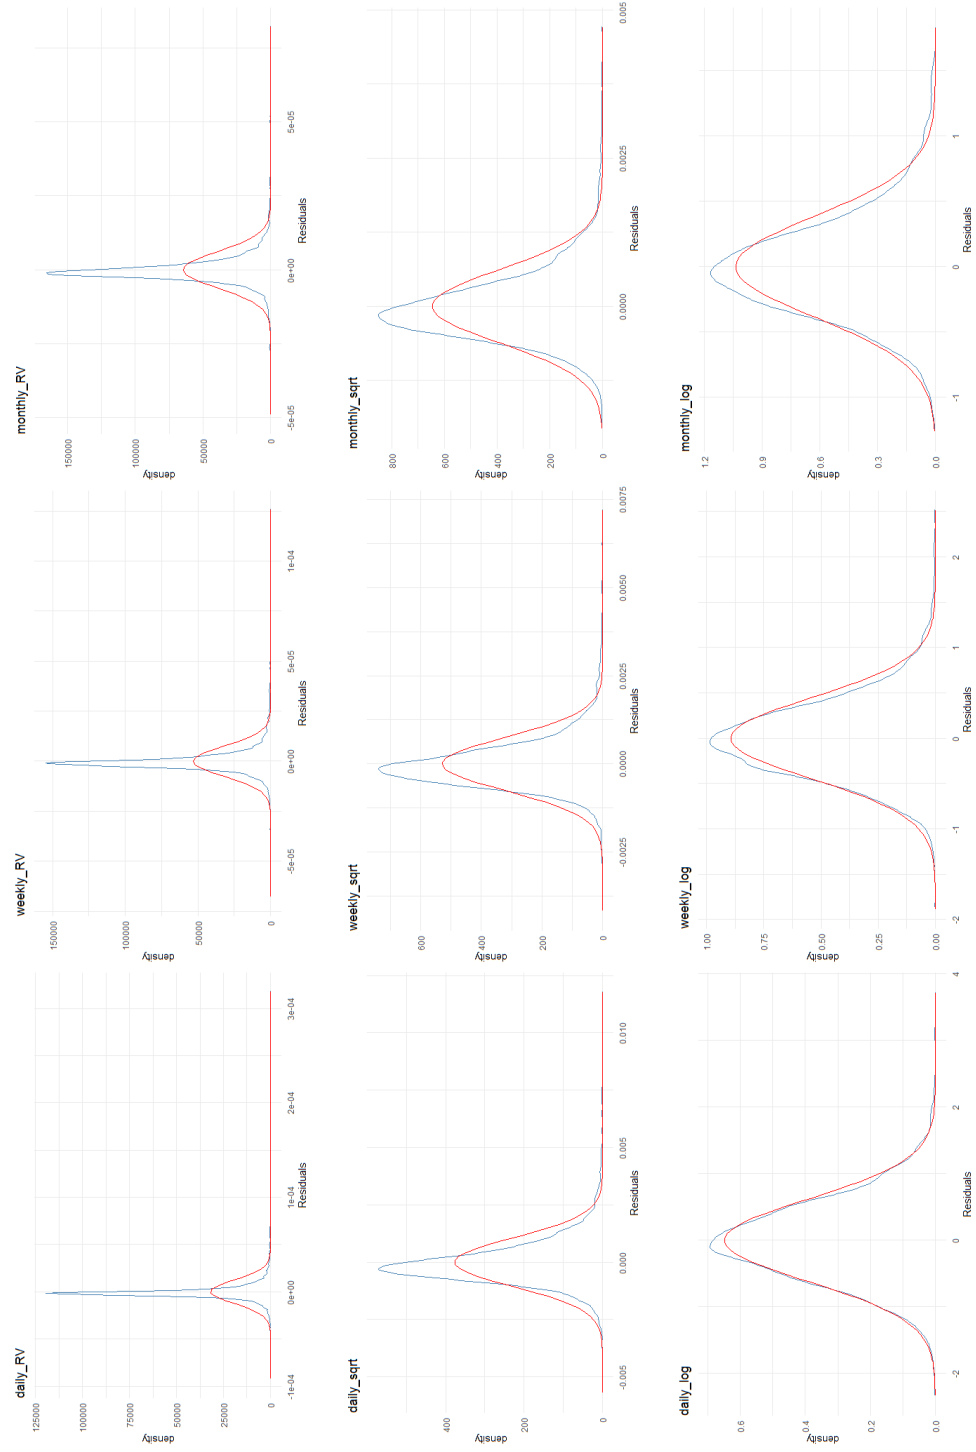 daily_RV
125000
100000
75000
50000
25000
0
density
-1e-04
0e+00
1e-04
2e-04
3e-04
Residuals
weekly_RV
150000
100000
50000
0
density
-5e-05
0e+00
5e-05
1e-04
Residuals
monthly_RV
150000
100000
50000
0
density
-5e-05
0e+00
5e-05
Residuals
daily_sqrt
400
200
0
density
-0.005
0.000
0.005
0.010
Residuals
weekly_sqrt
600
400
200
0
density
-0.0025
0.0000
0.0025
0.0050
0.0075
Residuals
monthly_sqrt
800
600
400
200
0
density
0.0000
0.0025
0.005
Residuals
daily_log
0.6
0.4
0.2
0.0
density
-2
0
2
4
Residuals
weekly_log
1.00
0.75
0.50
0.25
0.00
density
-2
-1
0
1
2
Residuals
monthly_log
1.2
0.9
0.6
0.3
0.0
density
-1
0
1
Residuals